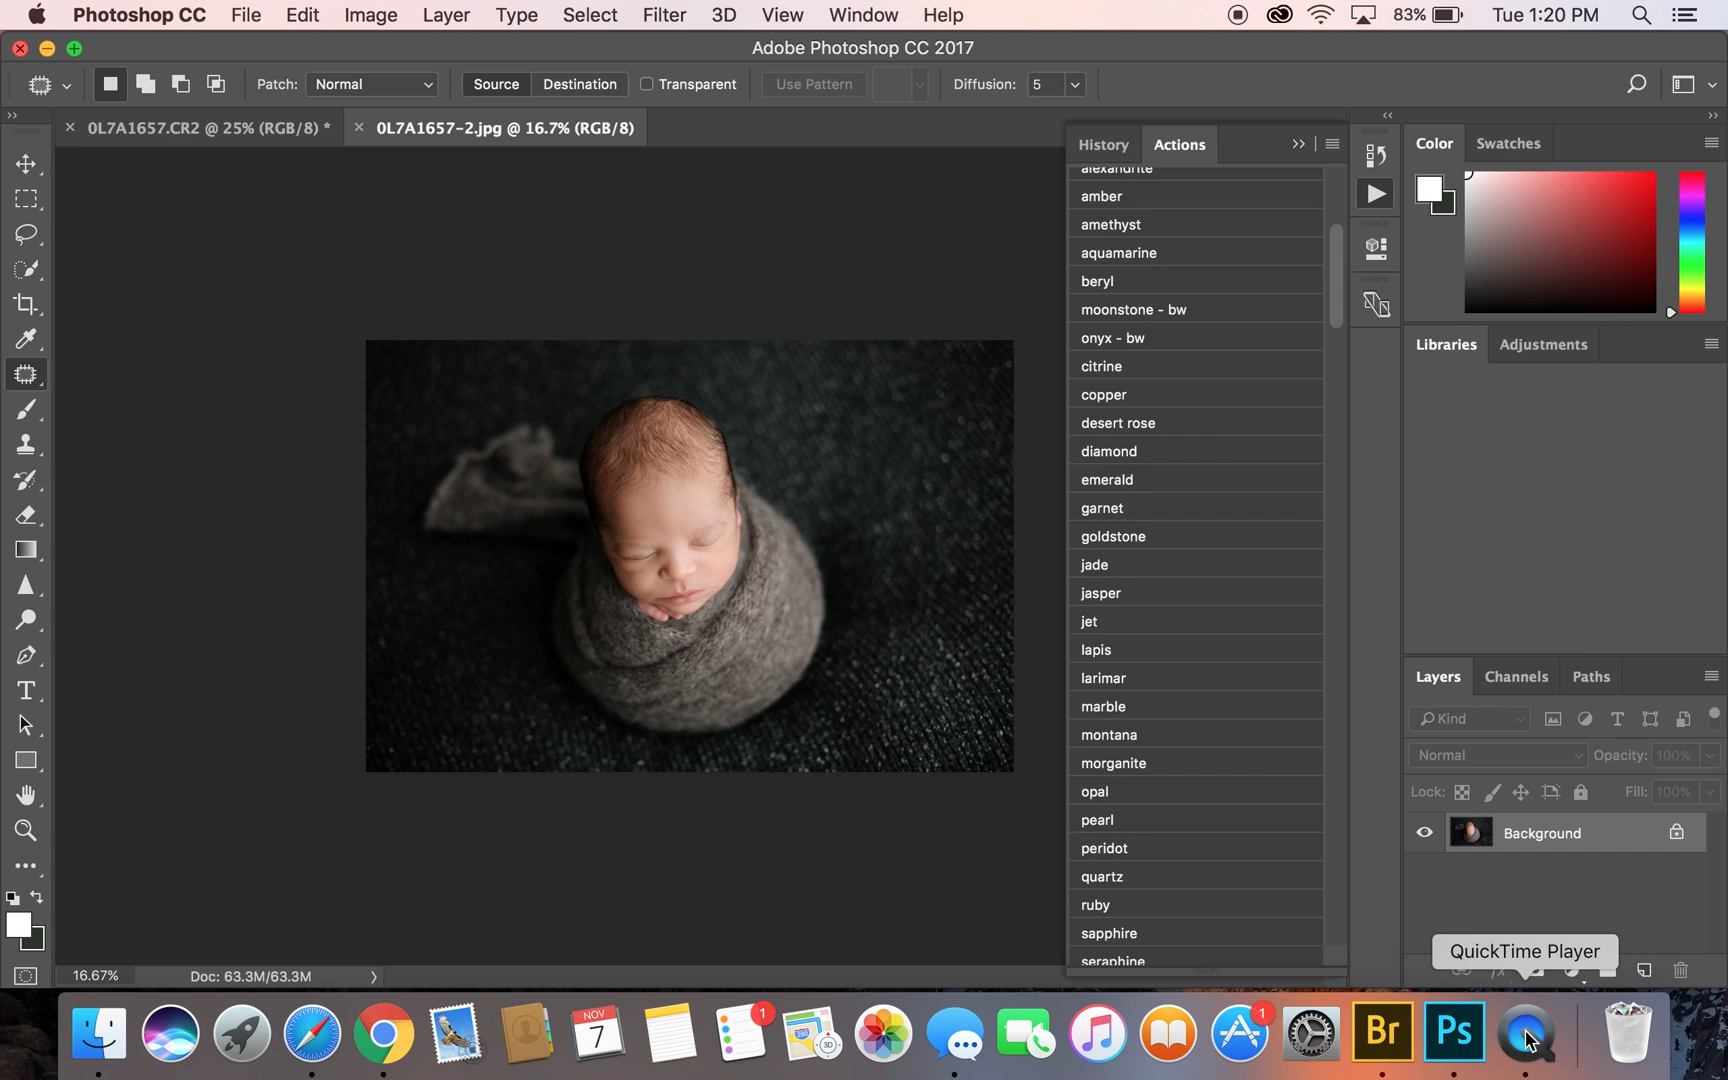 Photoshop CC File Edit Image Layer Type Select Filter 3D View Window Help 83% Tue 1:20 PM
Adobe Photoshop CC 2017
Patch: Normal Source Destination Transparent Use Pattern Diffusion: 5
0L7A1657.CR2 @ 25% (RGB/8) * 0L7A1657-2.jpg @ 16.7% (RGB/8)
History Actions
alexandrite
amber
amethyst
aquamarine
beryl
moonstone - bw
onyx - bw
citrine
copper
desert rose
diamond
emerald
garnet
goldstone
jade
jasper
jet
lapis
larimar
marble
montana
morganite
opal
pearl
peridot
quartz
ruby
sapphire
seraphine
Color Swatches
Libraries Adjustments
Layers Channels Paths
Kind
Normal Opacity: 100%
Lock: Fill: 100%
Background
QuickTime Player
16.67% Doc: 63.3M/63.3M
NOV
7
1
280
3D
1
Br
Ps